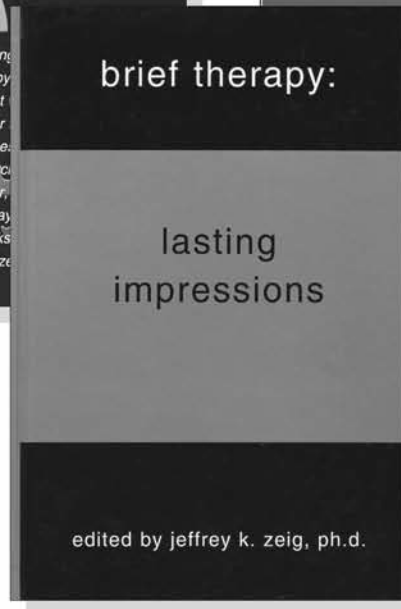 brief therapy:
lasting
impressions
edited by jeffrey k. zeig, ph.d.